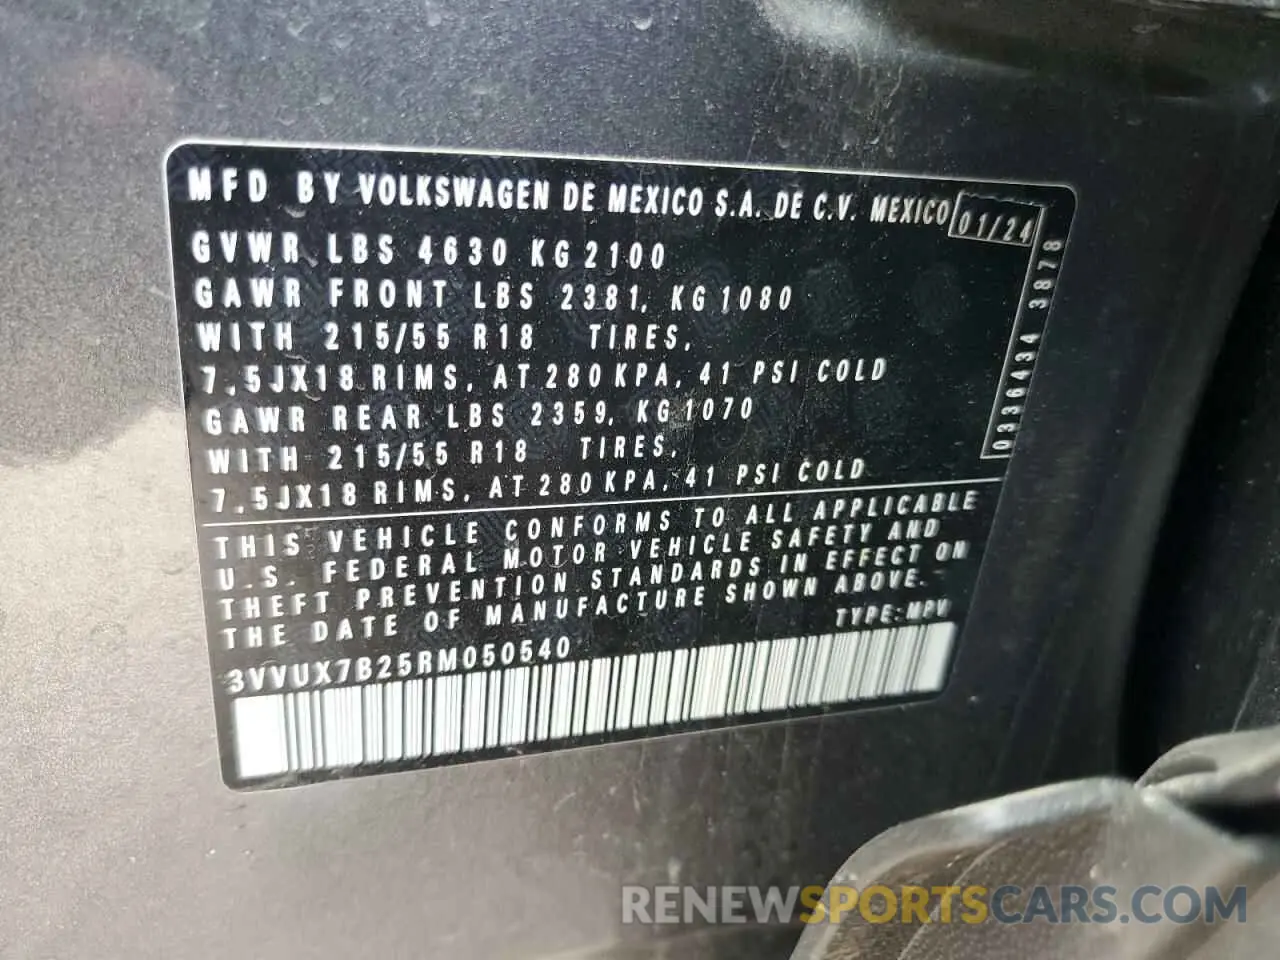 MFD BY VOLKSWAGEN DE MEXICO S.A. DE C.V. MEXICO 01/24
GVWR LBS 4630 KG 2100
GAWR FRONT LBS 2381, KG 1080
WITH 215/55 R18 TIRES,
7.5JX18 RIMS, AT 280 KPA, 41 PSI COLD
GAWR REAR LBS 2359, KG 1070
WITH 215/55 R18 TIRES,
7.5JX18 RIMS, AT 280 KPA, 41 PSI COLD
0336434 3878
THIS VEHICLE CONFORMS TO ALL APPLICABLE
U.S. FEDERAL MOTOR VEHICLE SAFETY AND
THEFT PREVENTION STANDARDS IN EFFECT ON
THE DATE OF MANUFACTURE SHOWN ABOVE.
TYPE: MPV
3VVUX7B25RM050540
RENEWSPORTSCARS.COM